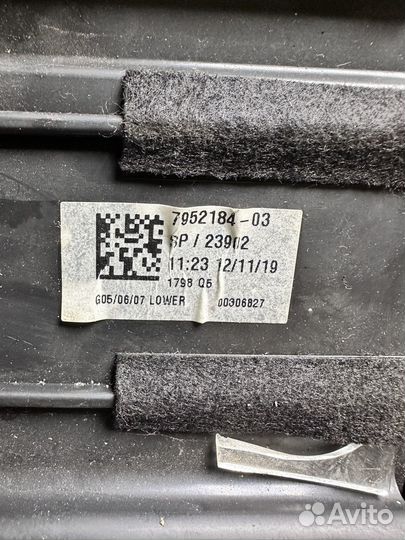 7952184-03
SP / 23902
11:23 12/11/19
1798 Q5
G05/06/07 LOWER 00306827
Avito